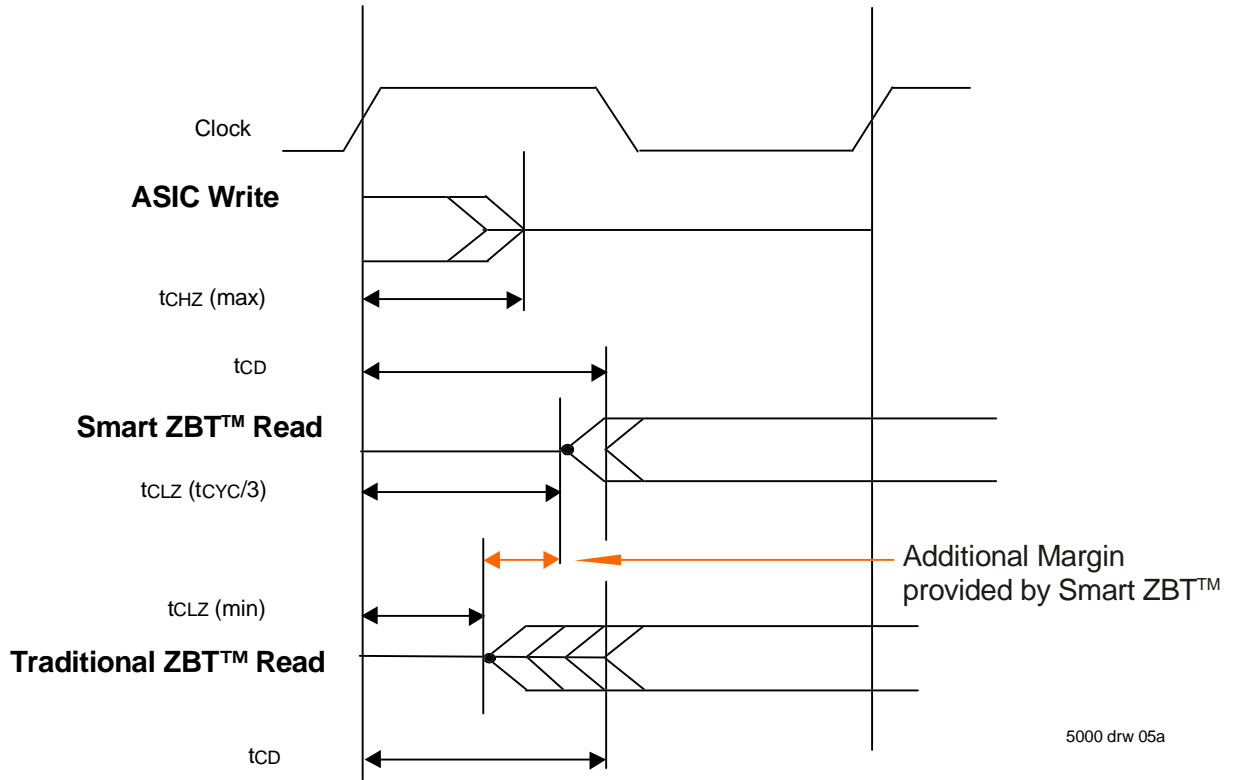 Clock
ASIC Write
tCHZ (max)
tCD
Smart ZBT™ Read
tCLZ (tCYC/3)
Additional Margin
provided by Smart ZBT™
tCLZ (min)
Traditional ZBT™ Read
tCD
5000 drw 05a